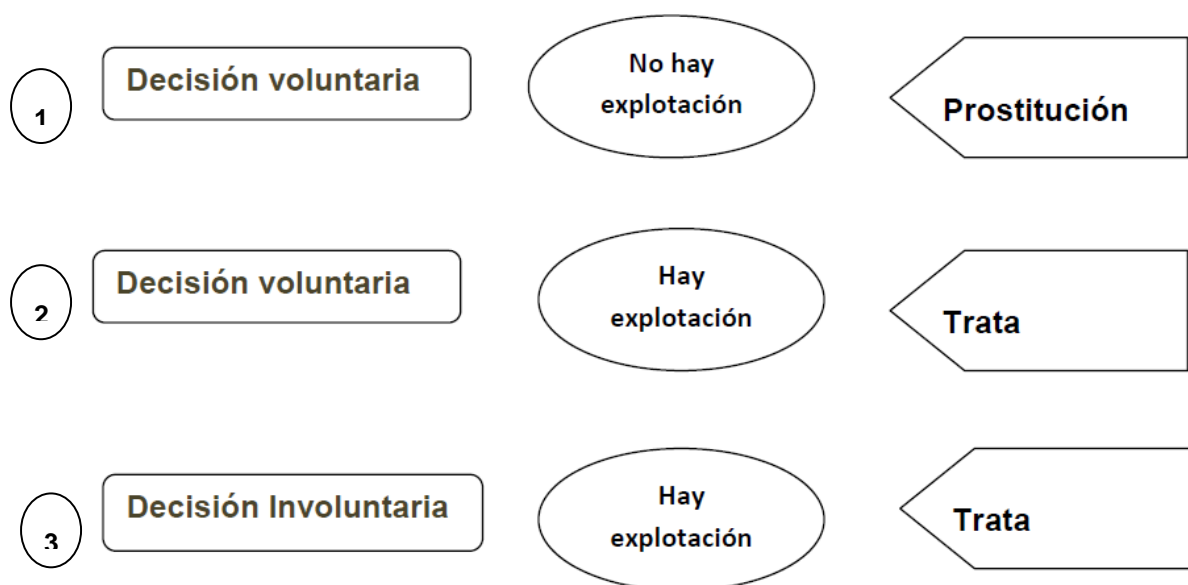 1
Decisión voluntaria
No hay
explotación
Prostitución
2
Decisión voluntaria
Hay
explotación
Trata
3
Decisión Involuntaria
Hay
explotación
Trata